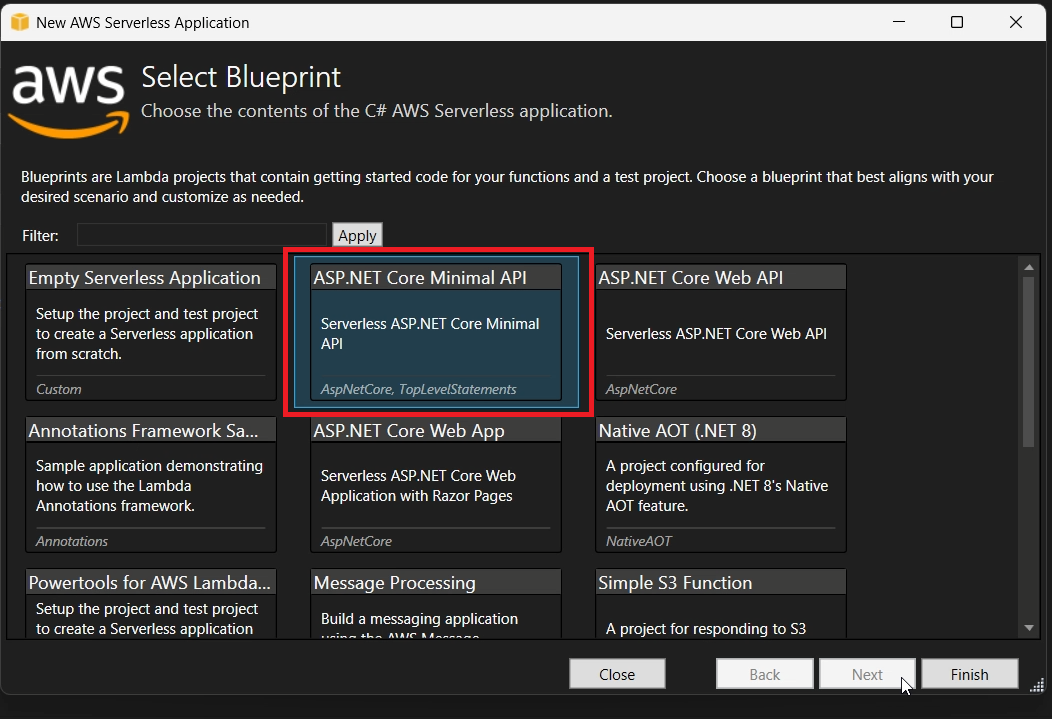 New AWS Serverless Application
aws
Select Blueprint
Choose the contents of the C# AWS Serverless application.
Blueprints are Lambda projects that contain getting started code for your functions and a test project. Choose a blueprint that best aligns with your
desired scenario and customize as needed.
Filter:
Apply
Empty Serverless Application
Setup the project and test project
to create a Serverless application
from scratch.
Custom
ASP.NET Core Minimal API
Serverless ASP.NET Core Minimal
API
AspNetCore, TopLevelStatements
ASP.NET Core Web API
Serverless ASP.NET Core Web API
AspNetCore
Annotations Framework Sa...
Sample application demonstrating
how to use the Lambda
Annotations framework.
Annotations
ASP.NET Core Web App
Serverless ASP.NET Core Web
Application with Razor Pages
AspNetCore
Native AOT (.NET 8)
A project configured for
deployment using .NET 8's Native
AOT feature.
NativeAOT
Powertools for AWS Lambda...
Setup the project and test project
to create a Serverless application
Message Processing
Build a messaging application
using the AWS Message
Simple S3 Function
A project for responding to S3
Close
Back
Next
Finish